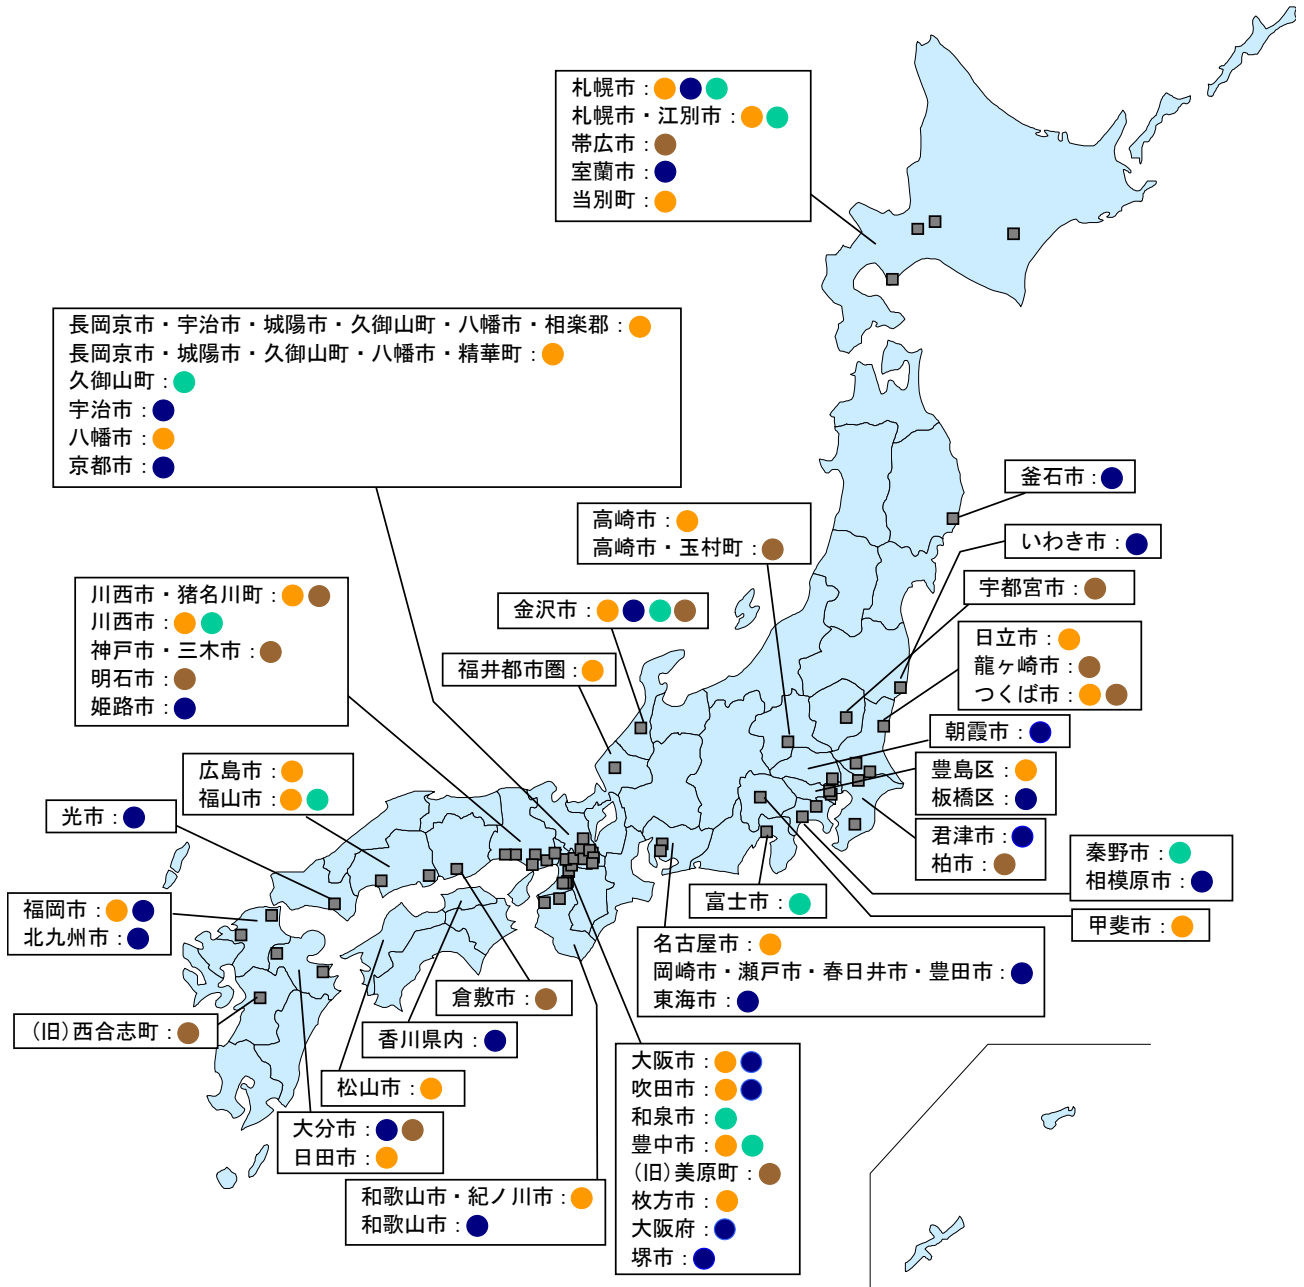 札幌市：
札幌市・江別市：
帯広市：
室蘭市：
当別町：
長岡京市・宇治市・城陽市・久御山町・八幡市・相楽郡：
長岡京市・城陽市・久御山町・八幡市・精華町：
久御山町：
宇治市：
八幡市：
京都市：
釜石市：
高崎市：
高崎市・玉村町：
いわき市：
宇都宮市：
川西市・猪名川町：
川西市：
神戸市・三木市：
明石市：
姫路市：
金沢市：
福井都市圏：
日立市：
龍ヶ崎市：
つくば市：
朝霞市：
広島市：
福山市：
豊島区：
板橋区：
光市：
君津市：
柏市：
秦野市：
相模原市：
富士市：
福岡市：
北九州市：
甲斐市：
名古屋市：
岡崎市・瀬戸市・春日井市・豊田市：
東海市：
倉敷市：
(旧)西合志町：
香川県内：
松山市：
大阪市：
吹田市：
和泉市：
豊中市：
(旧)美原町：
枚方市：
大阪府：
堺市：
大分市：
日田市：
和歌山市・紀ノ川市：
和歌山市：